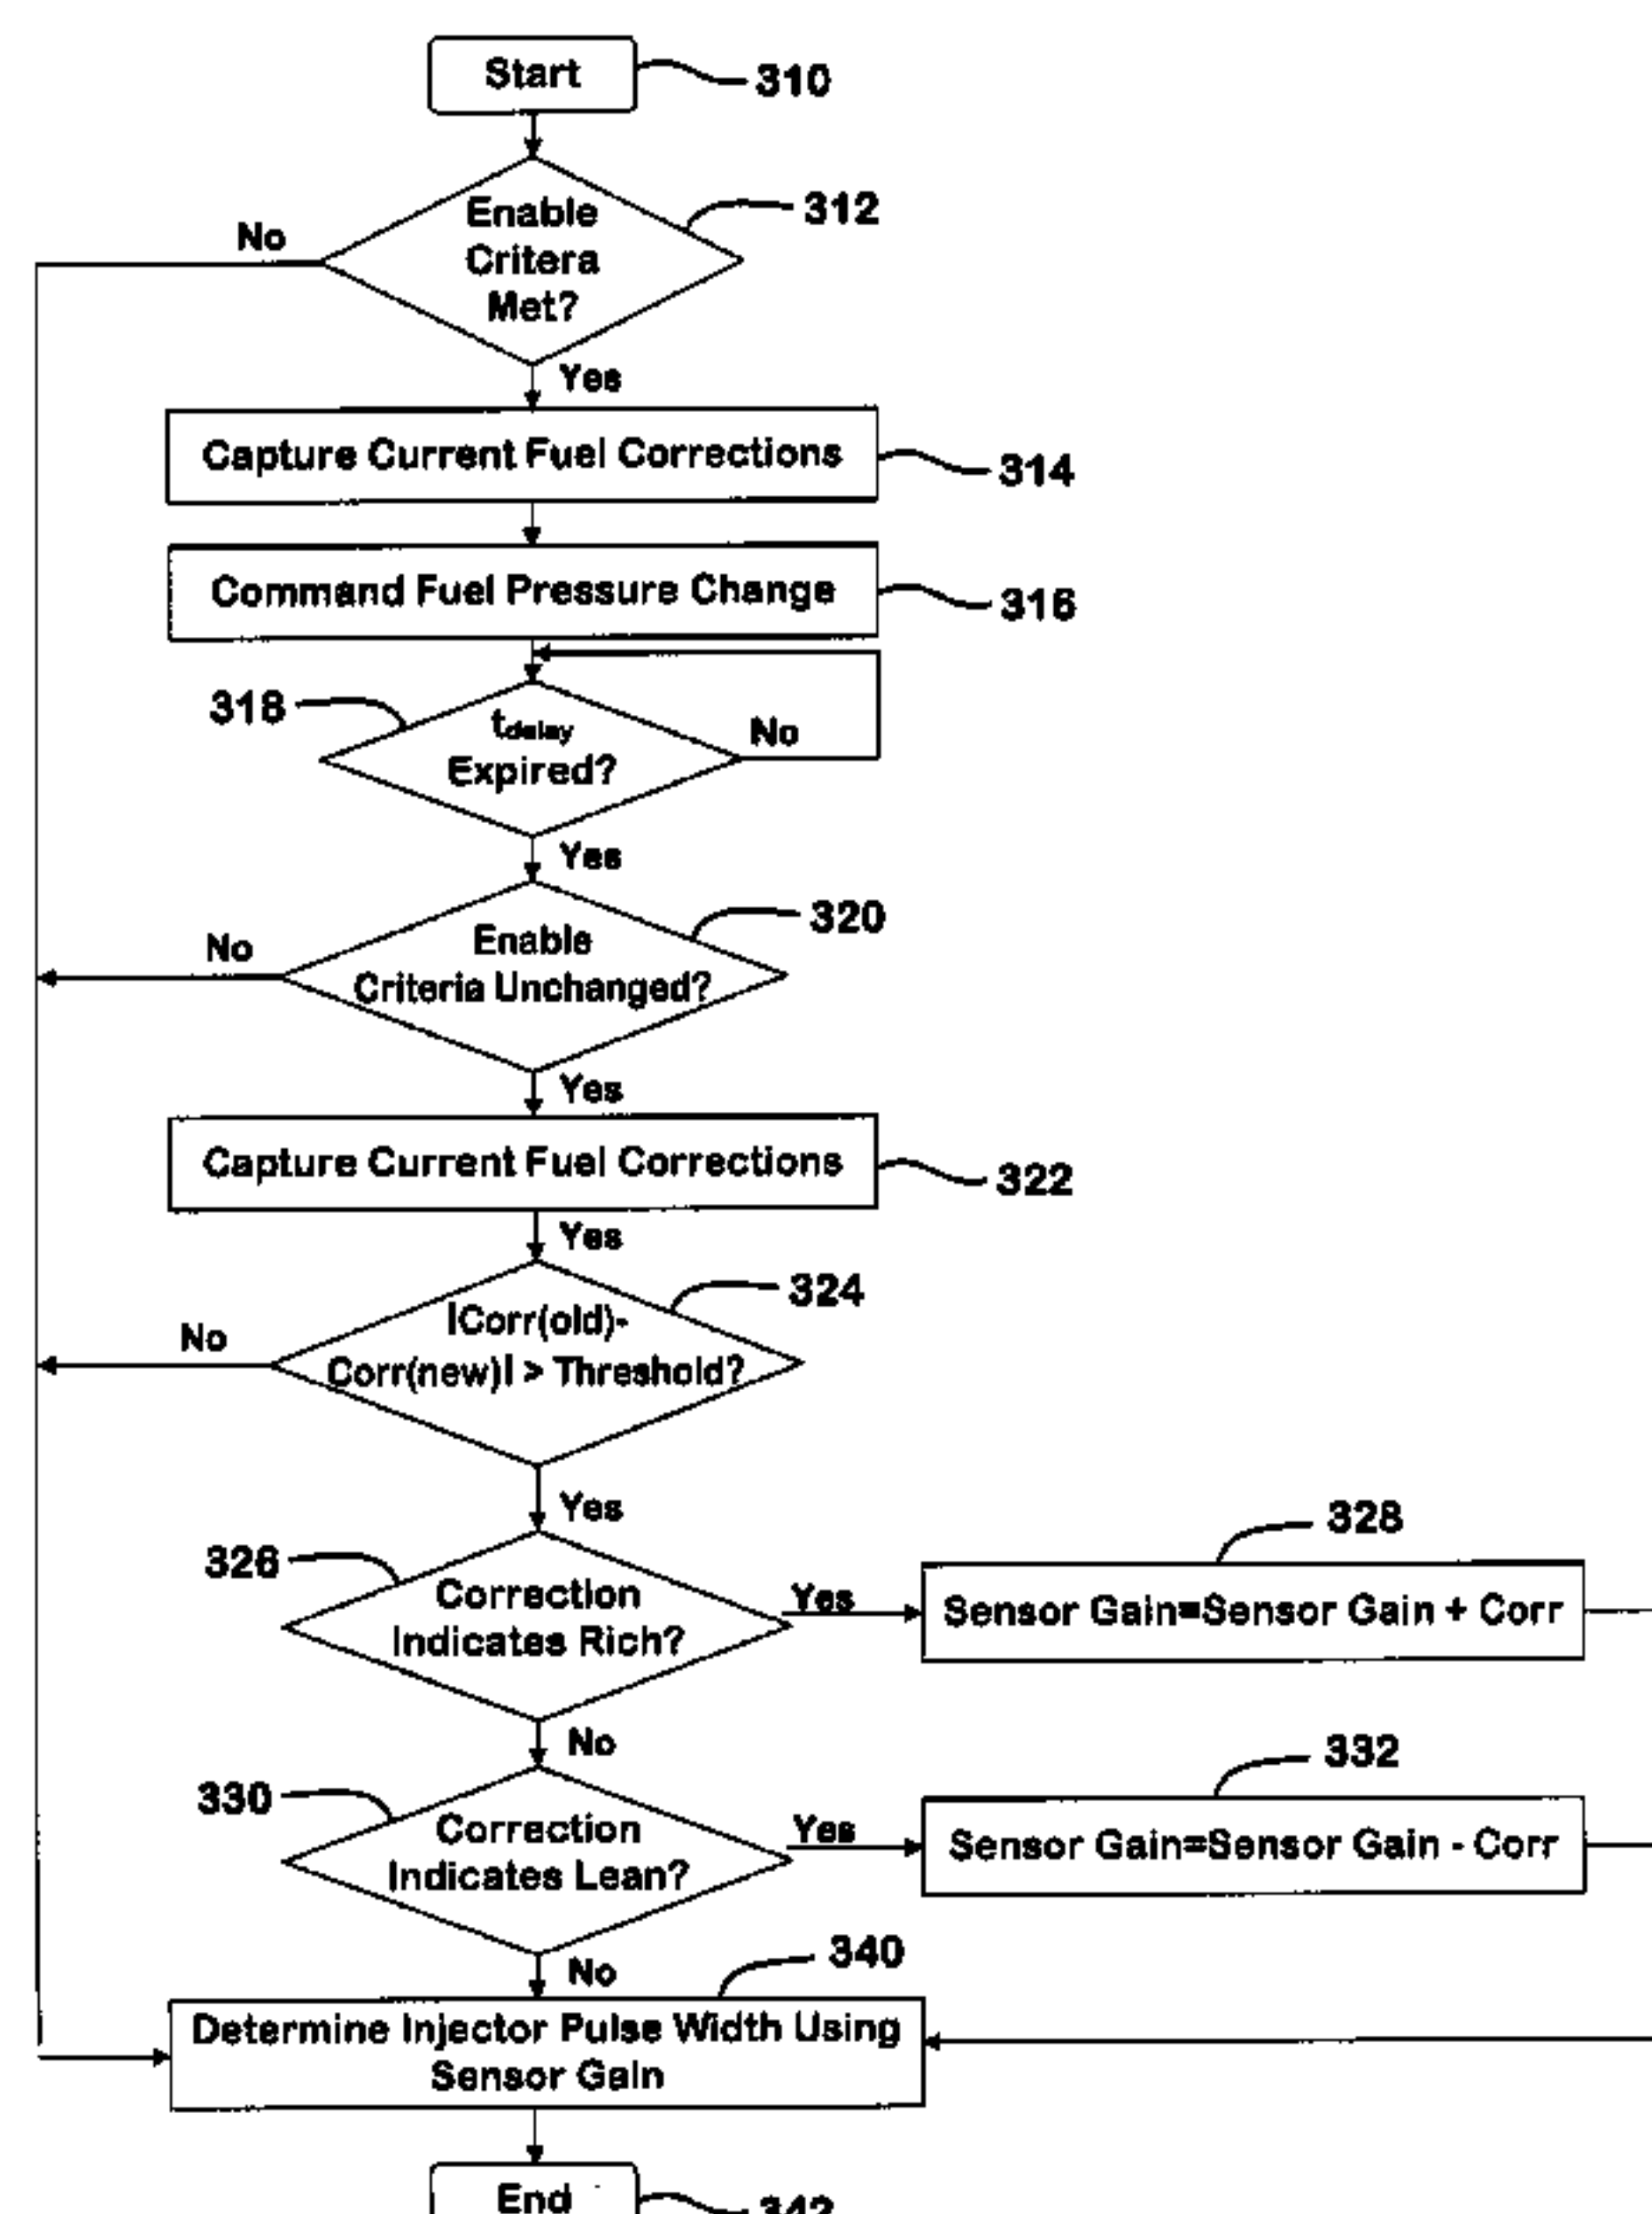 Start
310
Enable
Critera
Met?
312
No
Yes
Capture Current Fuel Corrections
314
Command Fuel Pressure Change
316
318
tdelay
Expired?
No
Yes
Enable
Criteria Unchanged?
320
No
Yes
Capture Current Fuel Corrections
322
Yes
|Corr(old)-
Corr(new)| > Threshold?
324
No
Yes
326
Correction
Indicates Rich?
Yes
Sensor Gain=Sensor Gain + Corr
328
No
330
Correction
Indicates Lean?
Yes
Sensor Gain=Sensor Gain - Corr
332
No
340
Determine Injector Pulse Width Using
Sensor Gain
End
342